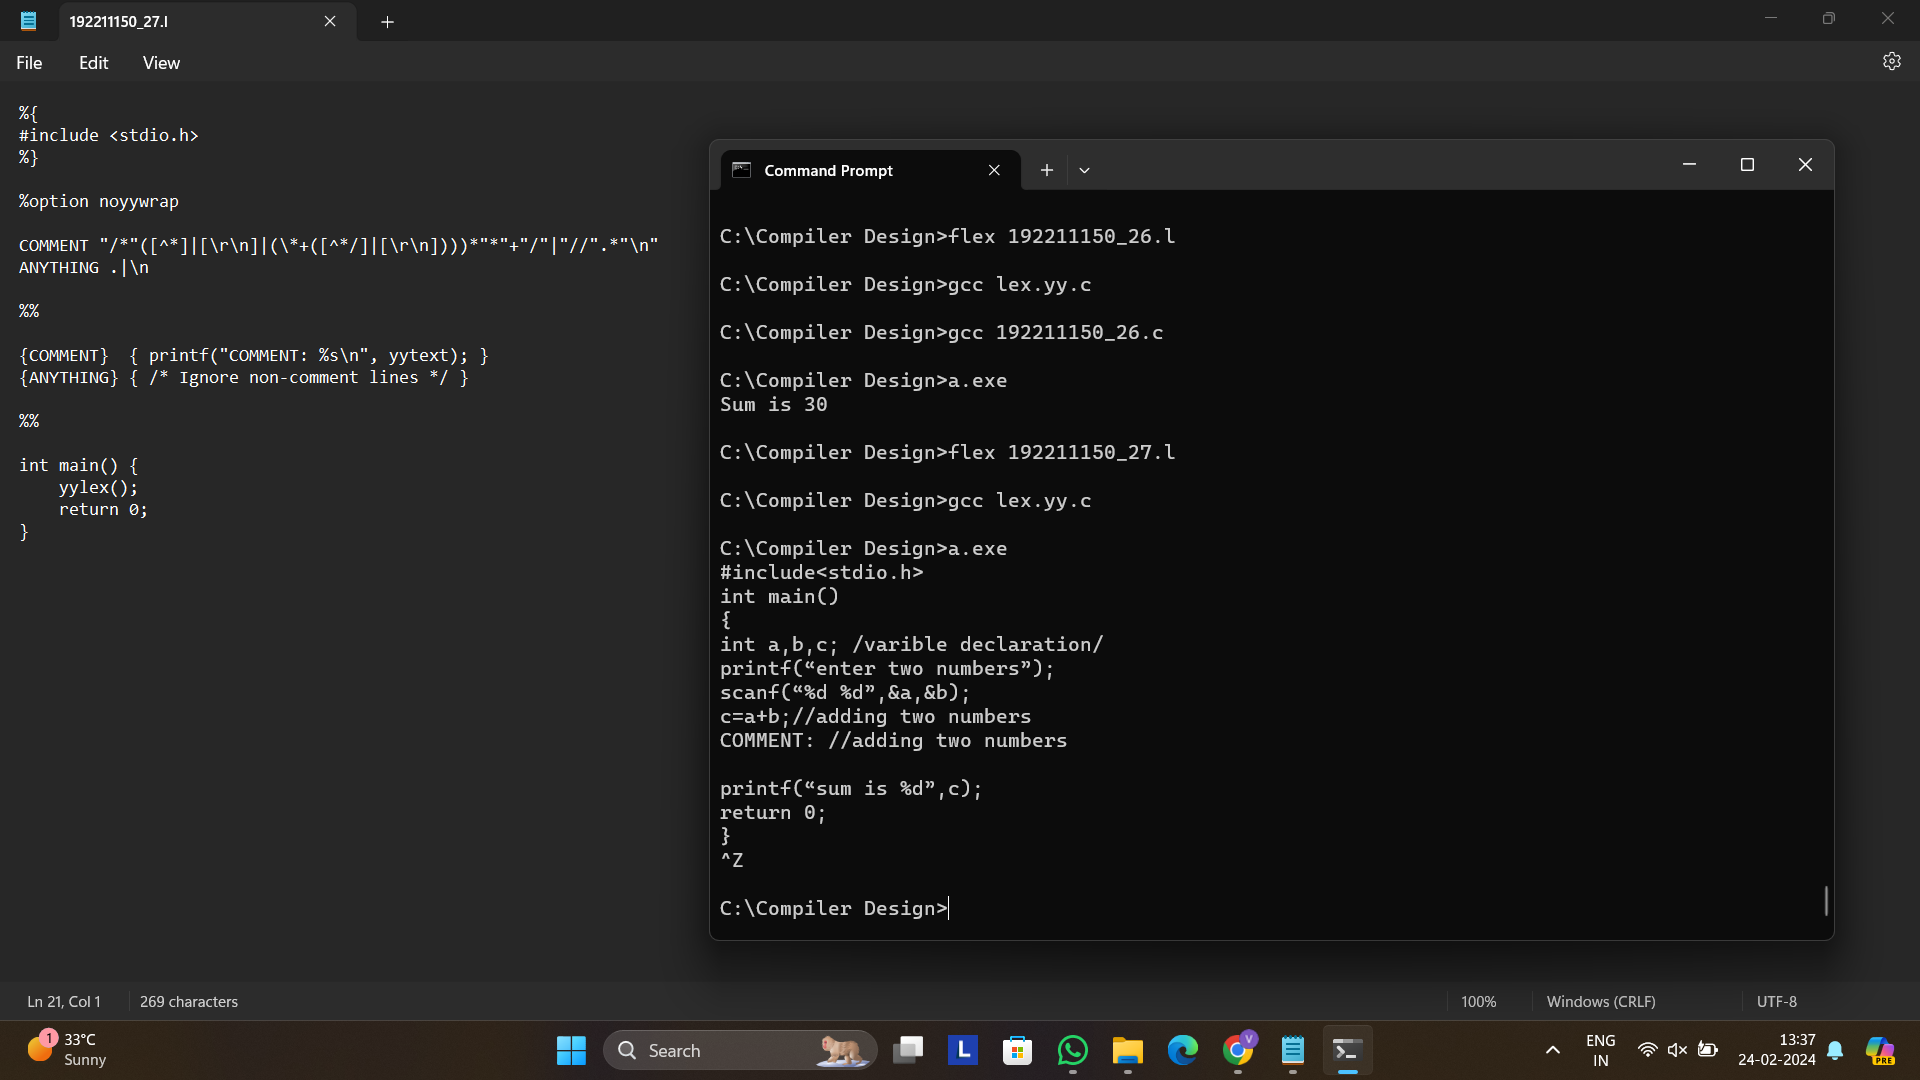 192211150_27.l
File Edit View
%{
#include <stdio.h>
%}
%option noyywrap
COMMENT "/*"([^*]|[\r\n]|(\*+([^*/]|[\r\n])))*"*"+"/"|"//".*"\n"
ANYTHING .|\n
%%
{COMMENT}  { printf("COMMENT: %s\n", yytext); }
{ANYTHING} { /* Ignore non-comment lines */ }
%%
int main() {
    yylex();
    return 0;
}
Command Prompt
C:\Compiler Design>flex 192211150_26.l
C:\Compiler Design>gcc lex.yy.c
C:\Compiler Design>gcc 192211150_26.c
C:\Compiler Design>a.exe
Sum is 30
C:\Compiler Design>flex 192211150_27.l
C:\Compiler Design>gcc lex.yy.c
C:\Compiler Design>a.exe
#include<stdio.h>
int main()
{
int a,b,c; /varible declaration/
printf(“enter two numbers”);
scanf(“%d %d”,&a,&b);
c=a+b;//adding two numbers
COMMENT: //adding two numbers
printf(“sum is %d”,c);
return 0;
}
^Z
C:\Compiler Design>
Ln 21, Col 1 269 characters 100% Windows (CRLF) UTF-8
1
33°C
Sunny
Search
L
V
ENG
IN
13:37
24-02-2024
PRE